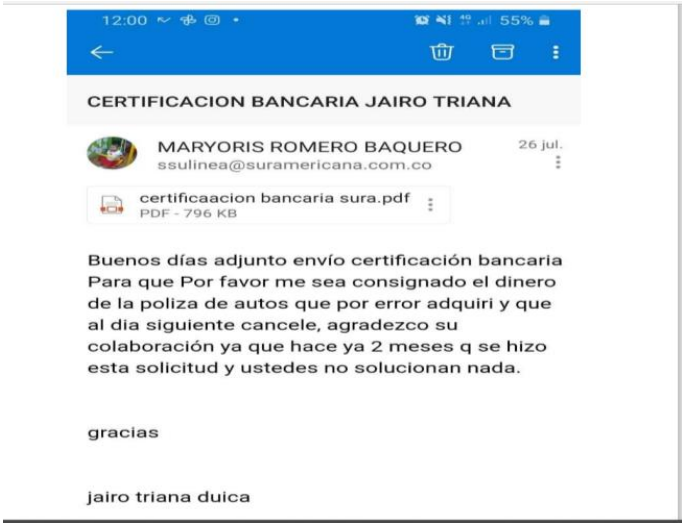 12:00
4G 55%
CERTIFICACION BANCARIA JAIRO TRIANA
MARYORIS ROMERO BAQUERO 26 jul.
ssulinea@suramericana.com.co
certificaacion bancaria sura.pdf
PDF - 796 KB
Buenos días adjunto envío certificación bancaria
Para que Por favor me sea consignado el dinero
de la poliza de autos que por error adquiri y que
al dia siguiente cancele, agradezco su
colaboración ya que hace ya 2 meses q se hizo
esta solicitud y ustedes no solucionan nada.
gracias
jairo triana duica